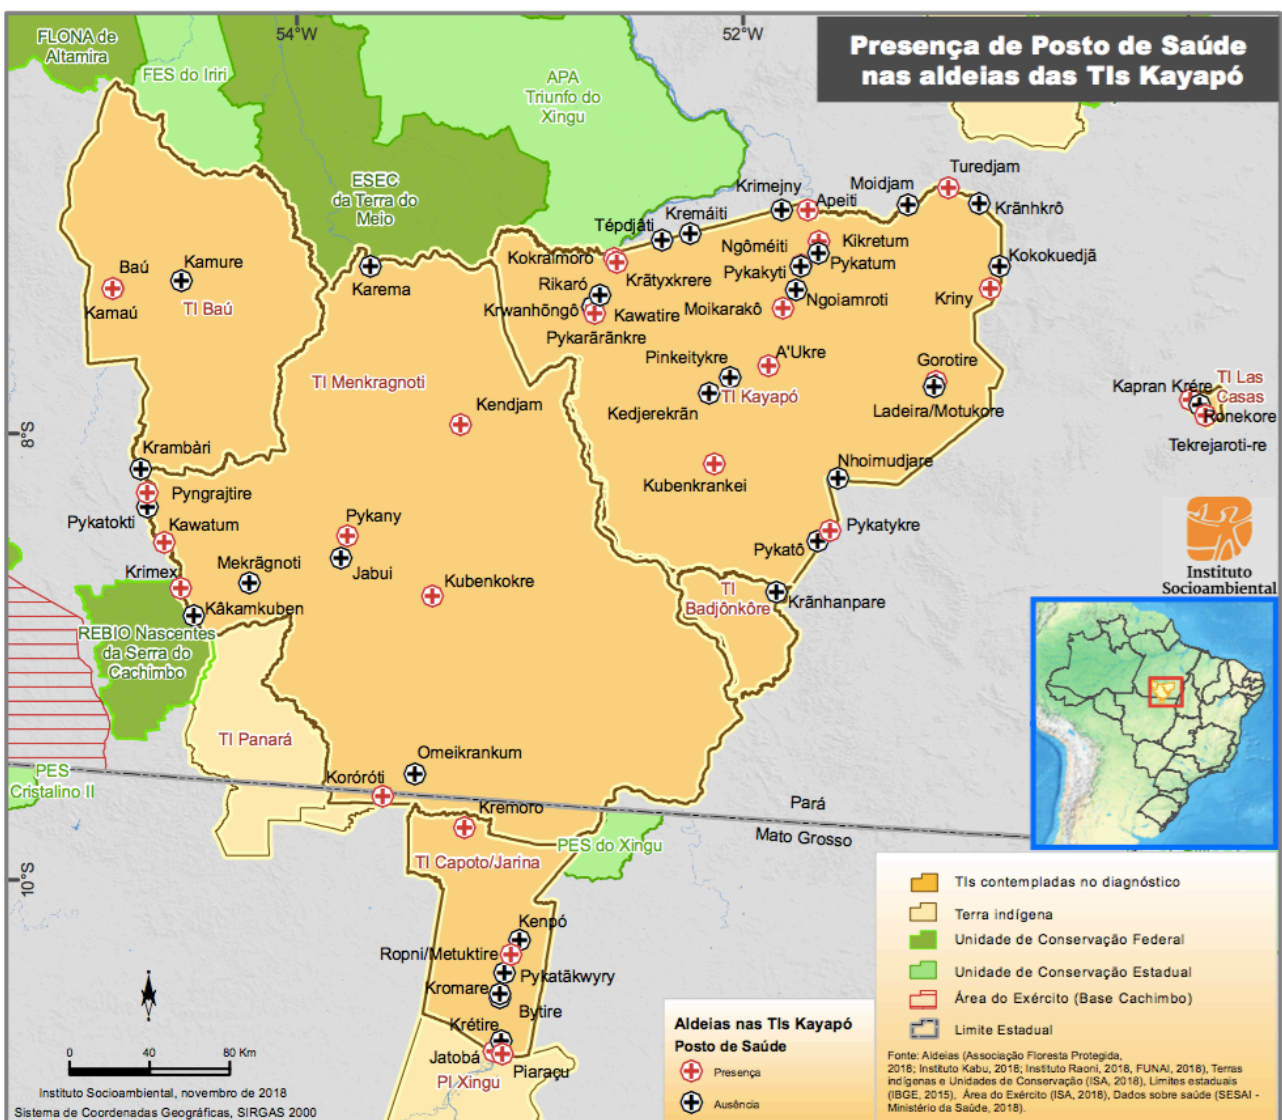 54°W
52°W
Presença de Posto de Saúde
nas aldeias das TIs Kayapó
FLONA de
Altamira
FES do Iriri
APA
Triunfo do
Xingu
ESEC
da Terra do
Meio
Turedjam
Krimejny
Moidjam
Apeiti
Krãnhkrô
Tépdjâti
Kremáiti
Ngôméiti
Kikretum
Kokraimoro
Pykatum
Kokokuedjã
Baú
Kamure
Karema
Krãtyxkrere
Pykakyti
Rikaró
Ngoiamroti
Kriny
Kamaú
TI Baú
Krwanhõngô
Kawatire
Moikarakô
Pykarãrãnkre
Pinkeitykre
A'Ukre
Gorotire
TI Menkragnoti
TI Kayapó
Kedjerekrãn
Ladeira/Motukore
Kapran Krére
TI Las
Casas
Ronekore
Tekrejaroti-re
Kendjam
8°S
Krambàri
Kubenkrankei
Nhoimudjare
Pyngrajtire
Pykatokti
Kawatum
Pykany
Pykatykre
Pykatô
Mekrãgnoti
Jabui
Krimex
Kubenkokre
TI
Badjônkôre
Krãnhanpare
Kâkamkuben
Instituto
Socioambiental
REBIO Nascentes
da Serra do
Cachimbo
TI Panará
Omeikrankum
PES
Cristalino II
Koróróti
Kremoro
Pará
Mato Grosso
PES do Xingu
TI Capoto/Jarina
10°S
Kenpó
Ropni/Metuktire
Pykatãkwyry
Kromare
Bytire
Krétire
Jatobá
Piaraçu
PI Xingu
TIs contempladas no diagnóstico
Terra indígena
Unidade de Conservação Federal
Unidade de Conservação Estadual
Área do Exército (Base Cachimbo)
Limite Estadual
Aldeias nas TIs Kayapó
Posto de Saúde
Presença
Ausência
Fonte: Aldeias (Associação Floresta Protegida,
2018; Instituto Kabu, 2018; Instituto Raoni, 2018, FUNAI, 2018), Terras
indígenas e Unidades de Conservação (ISA, 2018), Limites estaduais
(IBGE, 2015), Área do Exército (ISA, 2018), Dados sobre saúde (SESAI -
Ministério da Saúde, 2018).
0 40 80 Km
Instituto Socioambiental, novembro de 2018
Sistema de Coordenadas Geográficas, SIRGAS 2000